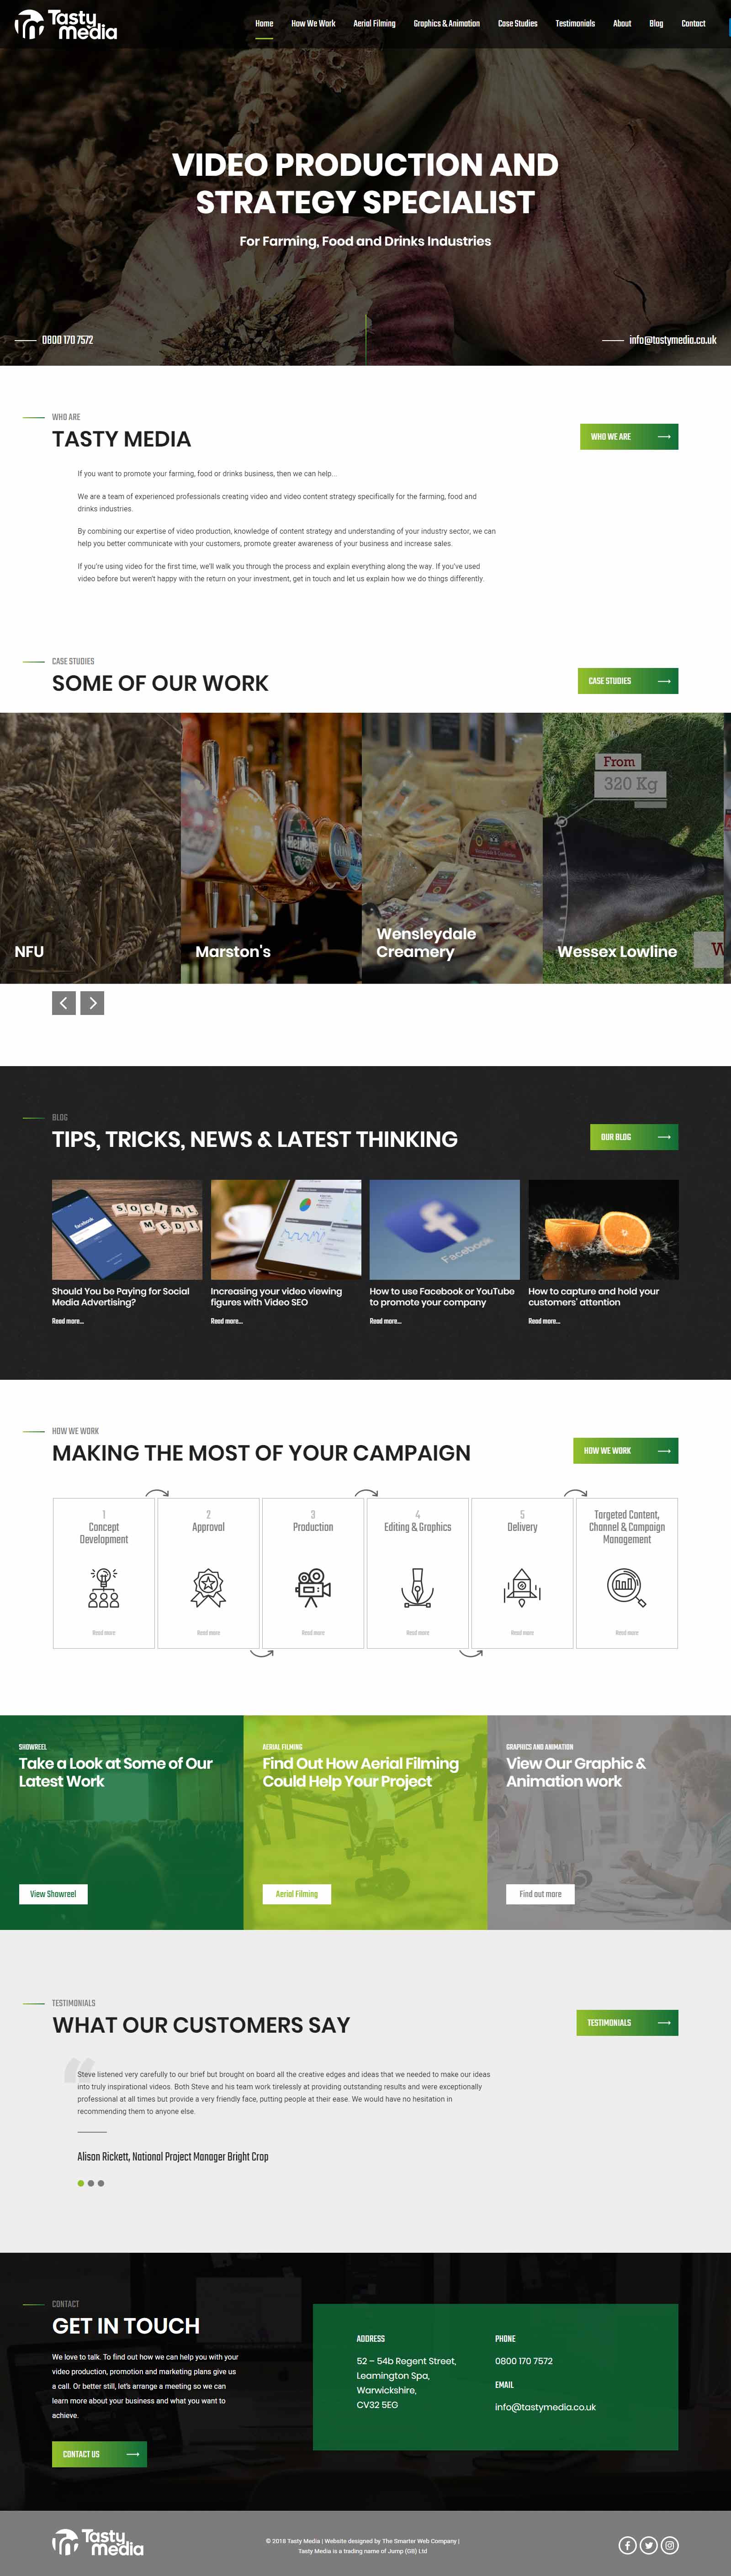 Tasty
media
Home How We Work Aerial Filming Graphics & Animation Case Studies Testimonials About Blog Contact
VIDEO PRODUCTION AND
STRATEGY SPECIALIST
For Farming, Food and Drinks Industries
0800 170 7572
info@tastymedia.co.uk
WHO ARE
TASTY MEDIA
WHO WE ARE
If you want to promote your farming, food or drinks business, then we can help...
We are a team of experienced professionals creating video and video content strategy specifically for the farming, food and
drinks industries.
By combining our expertise of video production, knowledge of content strategy and understanding of your industry sector, we can
help you better communicate with your customers, promote greater awareness of your business and increase sales.
If you're using video for the first time, we'll walk you through the process and explain everything along the way. If you've used
video before but weren't happy with the return on your investment, get in touch and let us explain how we do things differently.
CASE STUDIES
SOME OF OUR WORK
CASE STUDIES
From
320 Kg
W
NFU
Marston's
Wensleydale
Creamery
Wessex Lowline
BLOG
TIPS, TRICKS, NEWS & LATEST THINKING
OUR BLOG
facebook
SOCIAL
MEDI
Facebook
Should You be Paying for Social
Media Advertising?
Read more...
Increasing your video viewing
figures with Video SEO
Read more...
How to use Facebook or YouTube
to promote your company
Read more...
How to capture and hold your
customers' attention
Read more...
HOW WE WORK
MAKING THE MOST OF YOUR CAMPAIGN
HOW WE WORK
1
Concept
Development
Read more
2
Approval
Read more
3
Production
Read more
4
Editing & Graphics
Read more
5
Delivery
Read more
Targeted Content,
Channel & Campaign
Management
Read more
SHOWREEL
Take a Look at Some of Our
Latest Work
View Showreel
AERIAL FILMING
Find Out How Aerial Filming
Could Help Your Project
Aerial Filming
GRAPHICS AND ANIMATION
View Our Graphic &
Animation work
Find out more
TESTIMONIALS
WHAT OUR CUSTOMERS SAY
TESTIMONIALS
Steve listened very carefully to our brief but brought on board all the creative edges and ideas that we needed to make our ideas
into truly inspirational videos. Both Steve and his team work tirelessly at providing outstanding results and were exceptionally
professional at all times but provide a very friendly face, putting people at their ease. We would have no hesitation in
recommending them to anyone else.
Alison Rickett, National Project Manager Bright Crop
CONTACT
GET IN TOUCH
We love to talk. To find out how we can help you with your
video production, promotion and marketing plans give us
a call. Or better still, let's arrange a meeting so we can
learn more about your business and what you want to
achieve.
CONTACT US
ADDRESS
52 – 54b Regent Street,
Leamington Spa,
Warwickshire,
CV32 5EG
PHONE
0800 170 7572
EMAIL
info@tastymedia.co.uk
Tasty
media
© 2018 Tasty Media | Website designed by The Smarter Web Company |
Tasty Media is a trading name of Jump (GB) Ltd